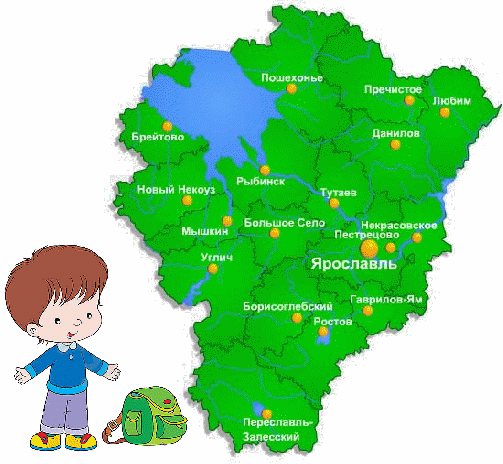 Пошехонье
Пречистое
Любим
Брейтово
Данилов
Рыбинск
Новый Некоуз
Тутаев
Мышкин
Большое Село
Некрасовское
Пестрецово
Углич
Ярославль
Борисоглебский
Гаврилов-Ям
Ростов
Переславль-
Залесский